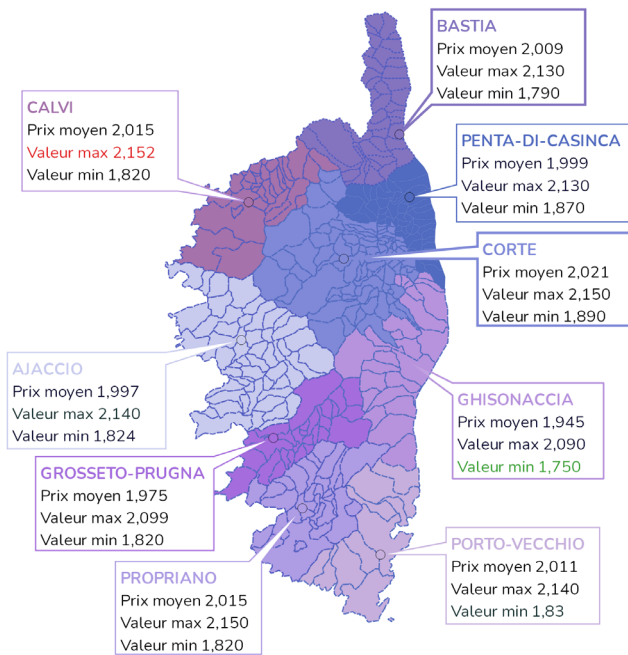 BASTIA
Prix moyen 2,009
Valeur max 2,130
Valeur min 1,790
CALVI
Prix moyen 2,015
Valeur max 2,152
Valeur min 1,820
PENTA-DI-CASINCA
Prix moyen 1,999
Valeur max 2,130
Valeur min 1,870
CORTE
Prix moyen 2,021
Valeur max 2,150
Valeur min 1,890
AJACCIO
Prix moyen 1,997
Valeur max 2,140
Valeur min 1,824
GHISONACCIA
Prix moyen 1,945
Valeur max 2,090
Valeur min 1,750
GROSSETO-PRUGNA
Prix moyen 1,975
Valeur max 2,099
Valeur min 1,820
PORTO-VECCHIO
Prix moyen 2,011
Valeur max 2,140
Valeur min 1,83
PROPRIANO
Prix moyen 2,015
Valeur max 2,150
Valeur min 1,820